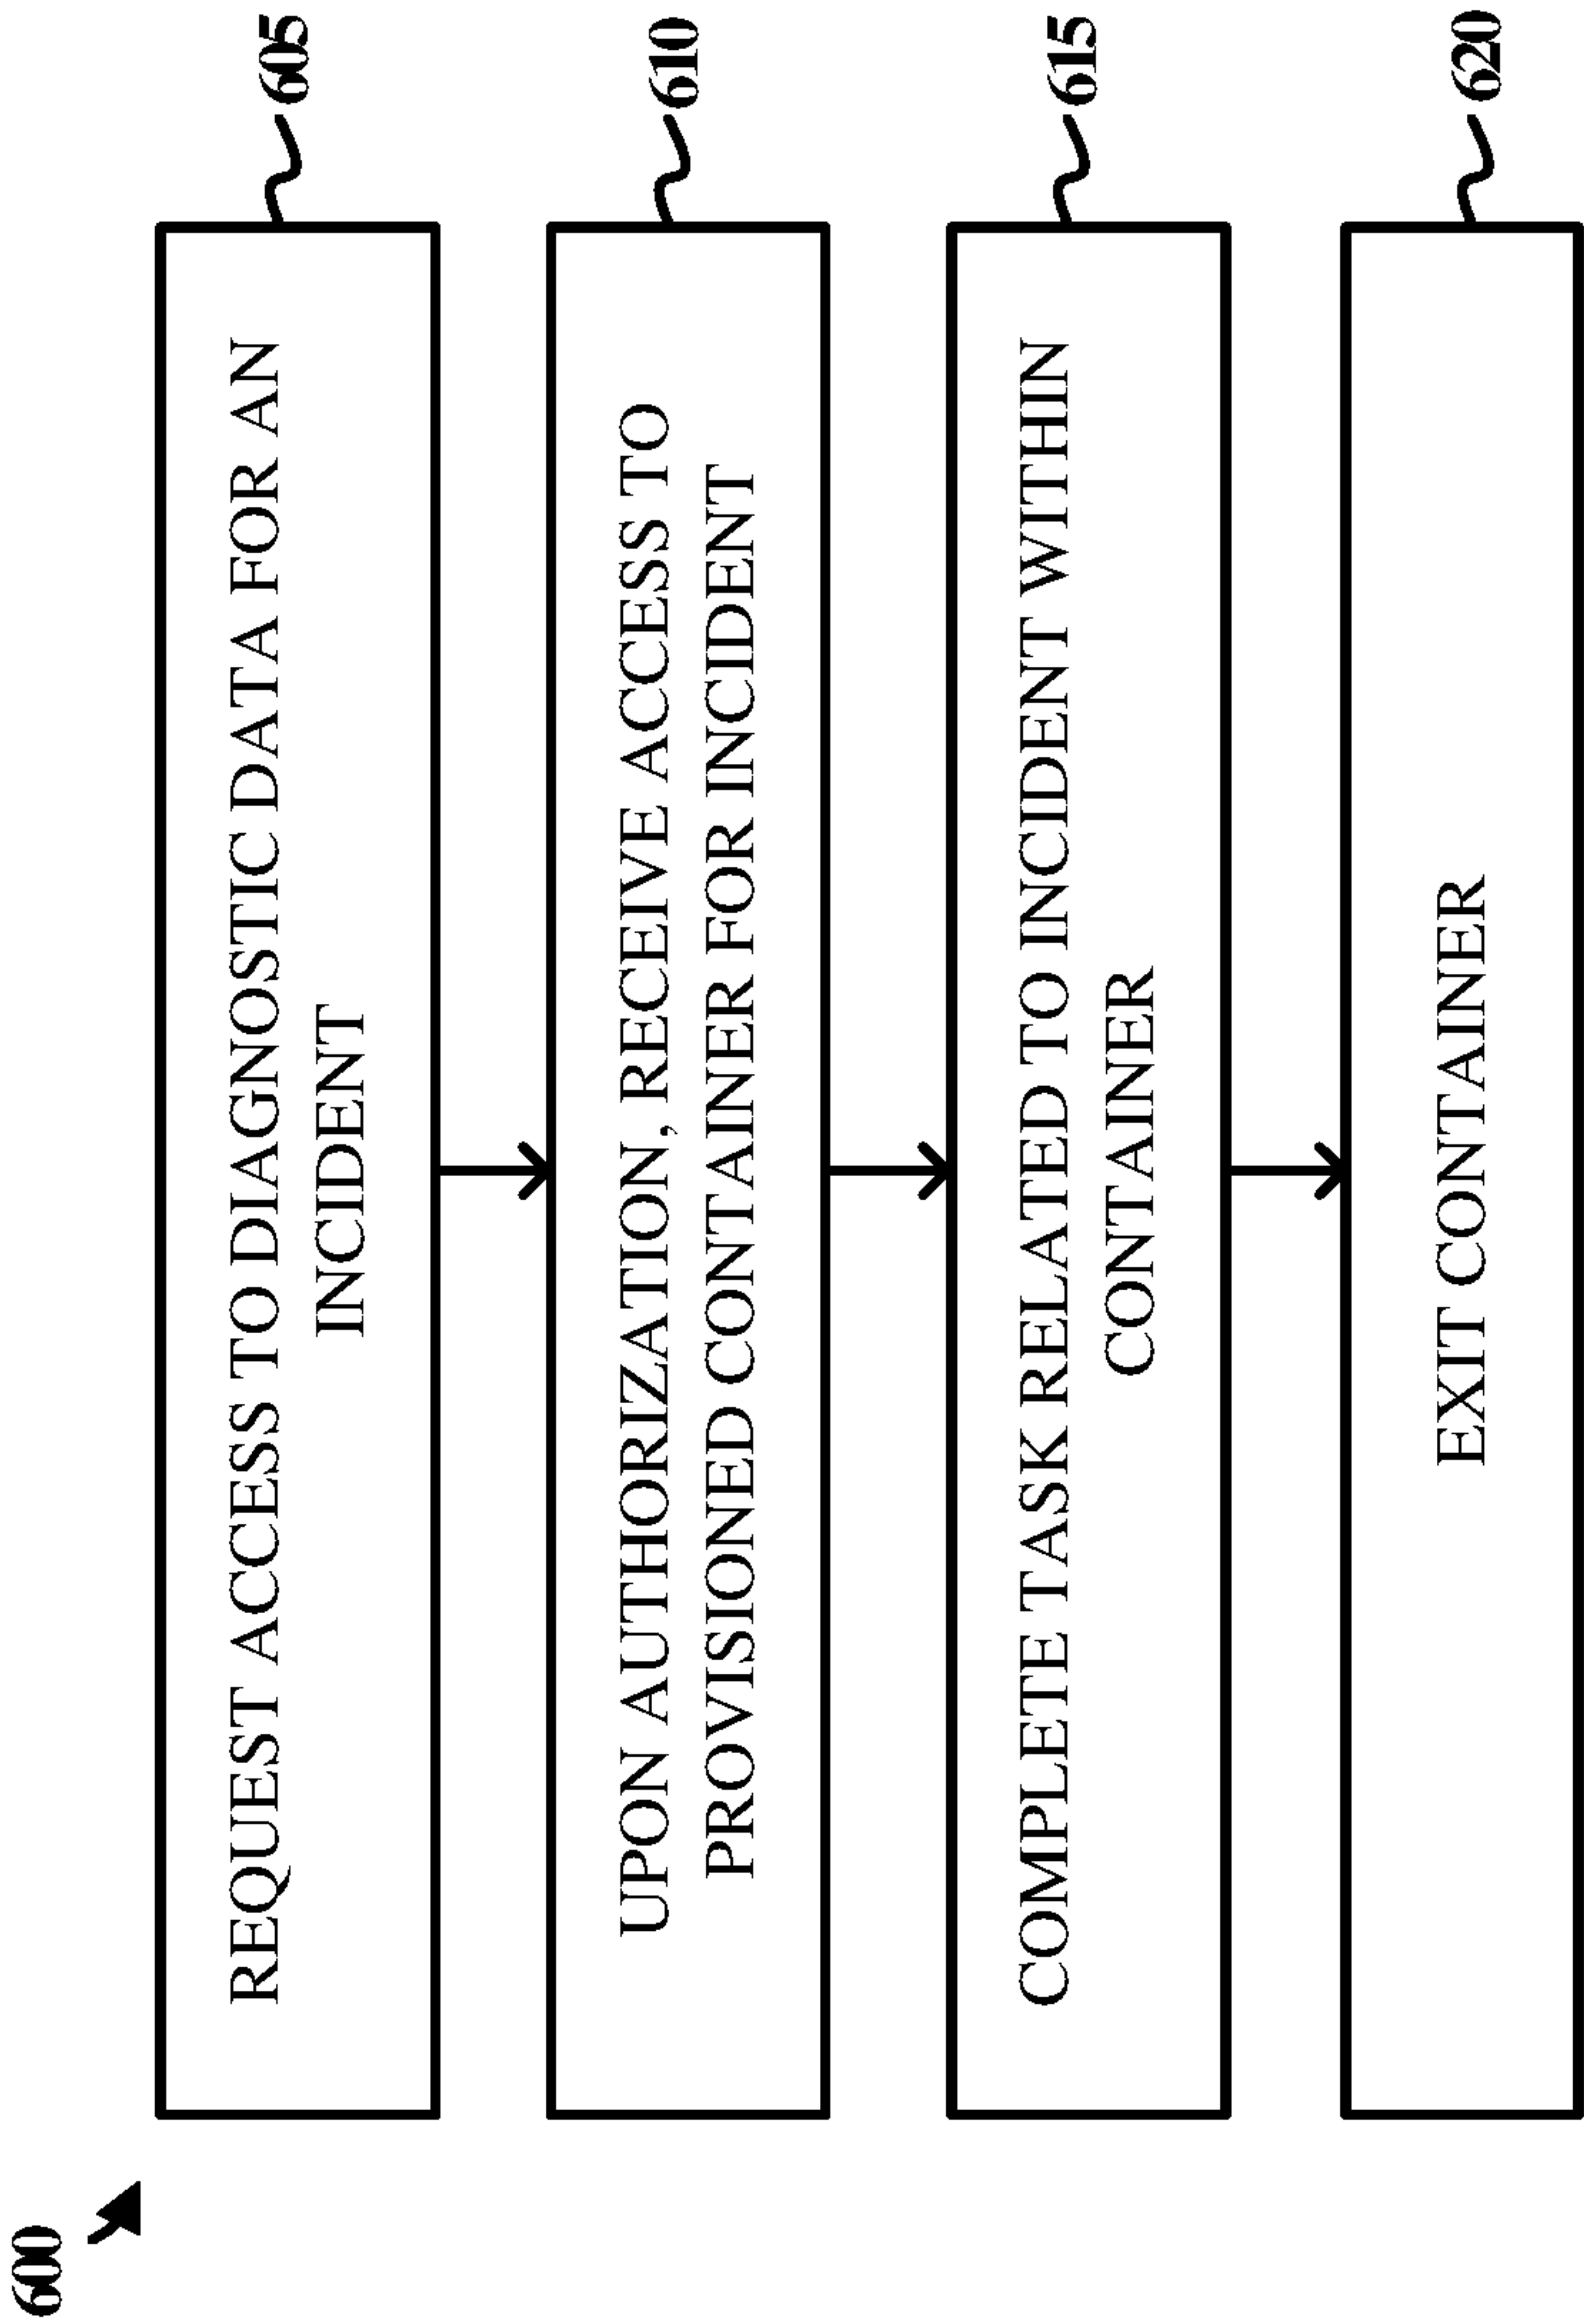 600
REQUEST ACCESS TO DIAGNOSTIC DATA FOR AN
INCIDENT
605
UPON AUTHORIZATION, RECEIVE ACCESS TO
PROVISIONED CONTAINER FOR INCIDENT
610
COMPLETE TASK RELATED TO INCIDENT WITHIN
CONTAINER
615
EXIT CONTAINER
620